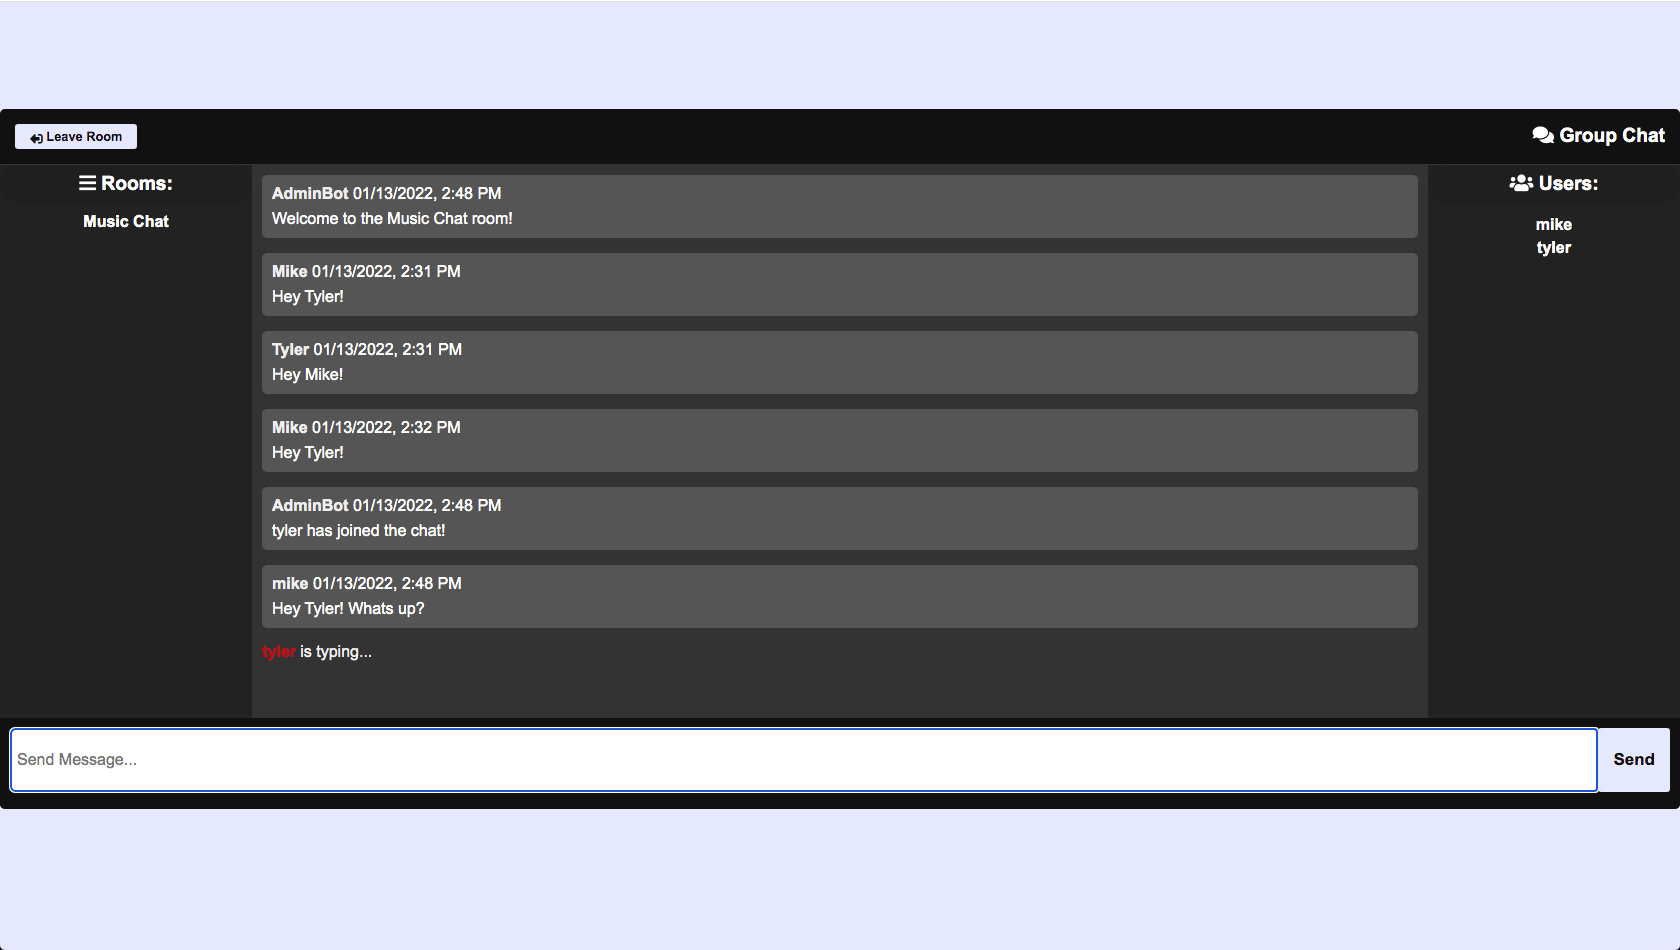 Leave Room
Group Chat
Rooms:
Music Chat
AdminBot 01/13/2022, 2:48 PM
Welcome to the Music Chat room!
Mike 01/13/2022, 2:31 PM
Hey Tyler!
Tyler 01/13/2022, 2:31 PM
Hey Mike!
Mike 01/13/2022, 2:32 PM
Hey Tyler!
AdminBot 01/13/2022, 2:48 PM
tyler has joined the chat!
mike 01/13/2022, 2:48 PM
Hey Tyler! Whats up?
tyler is typing...
Users:
mike
tyler
Send Message...
Send